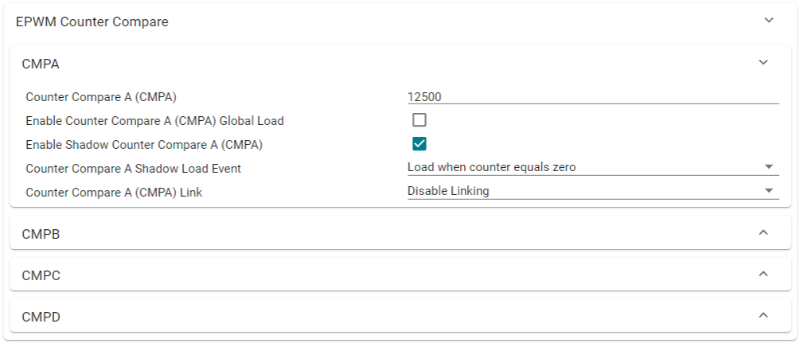 EPWM Counter Compare
CMPA
Counter Compare A (CMPA) 12500
Enable Counter Compare A (CMPA) Global Load
Enable Shadow Counter Compare A (CMPA)
Counter Compare A Shadow Load Event Load when counter equals zero
Counter Compare A (CMPA) Link Disable Linking
CMPB
CMPC
CMPD